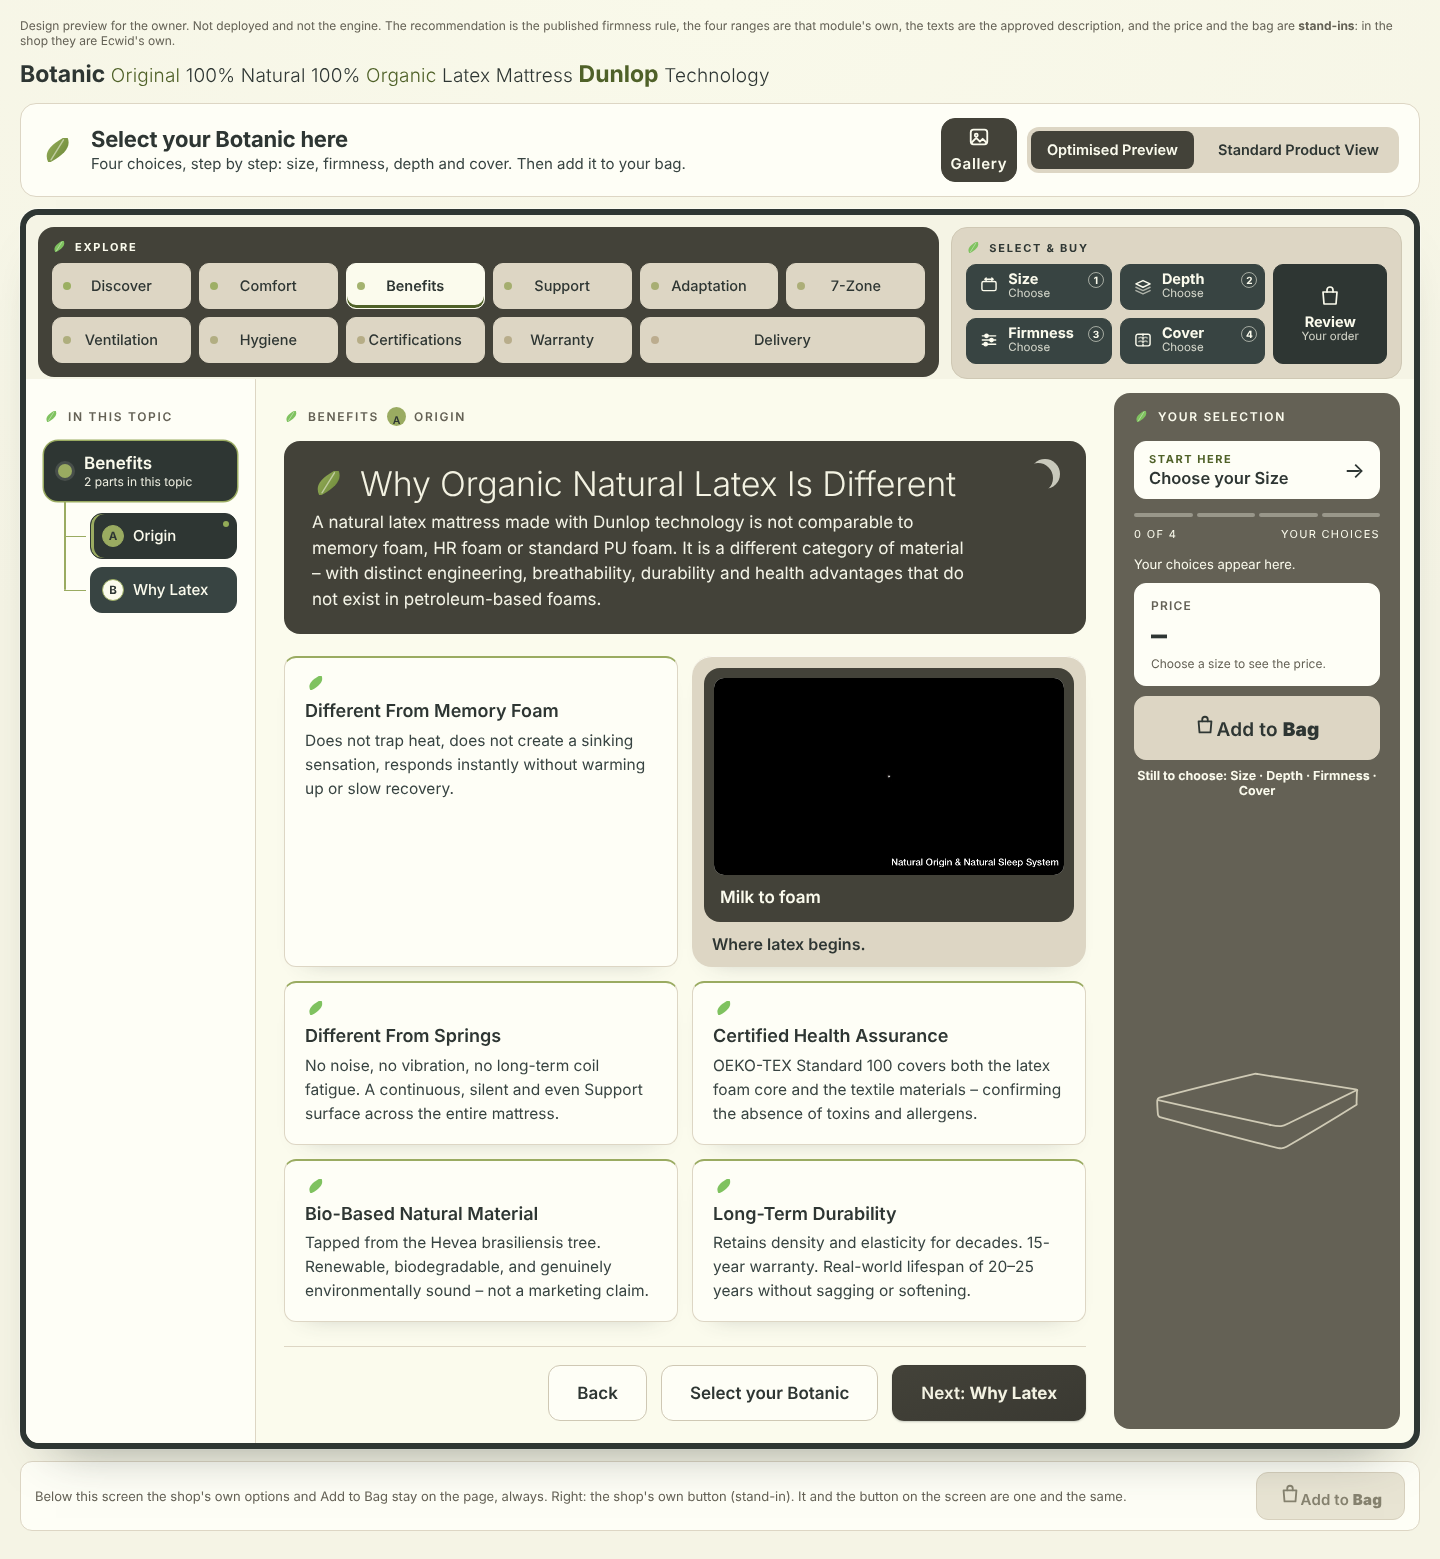 Design preview for the owner. Not deployed and not the engine. The recommendation is the published firmness rule, the four ranges are that module's own, the texts are the approved description, and the price and the bag are stand-ins: in the
shop they are Ecwid's own.
Botanic Original 100% Natural 100% Organic Latex Mattress Dunlop Technology
Select your Botanic here
Four choices, step by step: size, firmness, depth and cover. Then add it to your bag.
Gallery
Optimised Preview
Standard Product View
EXPLORE
Discover
Comfort
Benefits
Support
Adaptation
7-Zone
Ventilation
Hygiene
Certifications
Warranty
Delivery
SELECT & BUY
Size
Choose
1
Depth
Choose
2
Firmness
Choose
3
Cover
Choose
4
Review
Your order
IN THIS TOPIC
Benefits
2 parts in this topic
A Origin
B Why Latex
BENEFITS A ORIGIN
Why Organic Natural Latex Is Different
A natural latex mattress made with Dunlop technology is not comparable to
memory foam, HR foam or standard PU foam. It is a different category of material
– with distinct engineering, breathability, durability and health advantages that do
not exist in petroleum-based foams.
Different From Memory Foam
Does not trap heat, does not create a sinking
sensation, responds instantly without warming
up or slow recovery.
Natural Origin & Natural Sleep System
Milk to foam
Where latex begins.
Different From Springs
No noise, no vibration, no long-term coil
fatigue. A continuous, silent and even Support
surface across the entire mattress.
Certified Health Assurance
OEKO-TEX Standard 100 covers both the latex
foam core and the textile materials – confirming
the absence of toxins and allergens.
Bio-Based Natural Material
Tapped from the Hevea brasiliensis tree.
Renewable, biodegradable, and genuinely
environmentally sound – not a marketing claim.
Long-Term Durability
Retains density and elasticity for decades. 15-
year warranty. Real-world lifespan of 20–25
years without sagging or softening.
Back
Select your Botanic
Next: Why Latex
YOUR SELECTION
START HERE
Choose your Size
0 OF 4
YOUR CHOICES
Your choices appear here.
PRICE
–
Choose a size to see the price.
Add to Bag
Still to choose: Size · Depth · Firmness ·
Cover
Below this screen the shop's own options and Add to Bag stay on the page, always. Right: the shop's own button (stand-in). It and the button on the screen are one and the same.
Add to Bag